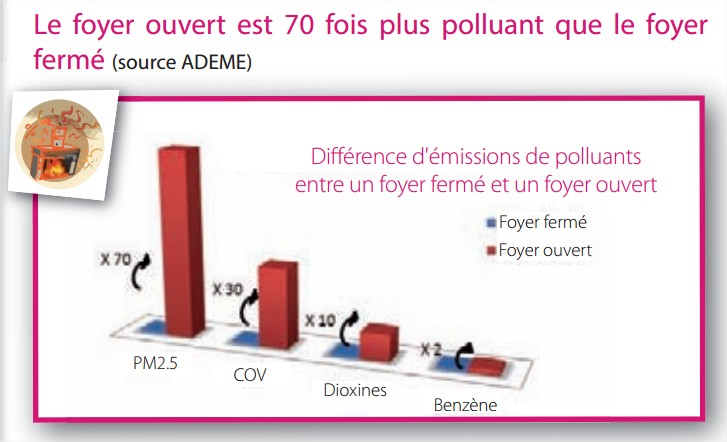 Le foyer ouvert est 70 fois plus polluant que le foyer
fermé (source ADEME)
Différence d'émissions de polluants
entre un foyer fermé et un foyer ouvert
Foyer fermé
Foyer ouvert
X 70
X 30
X 10
X 2
PM2.5
COV
Dioxines
Benzène